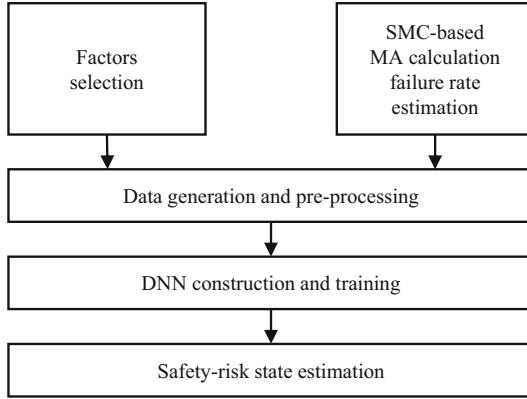 Factors
selection
SMC-based
MA calculation
failure rate
estimation
Data generation and pre-processing
DNN construction and training
Safety-risk state estimation